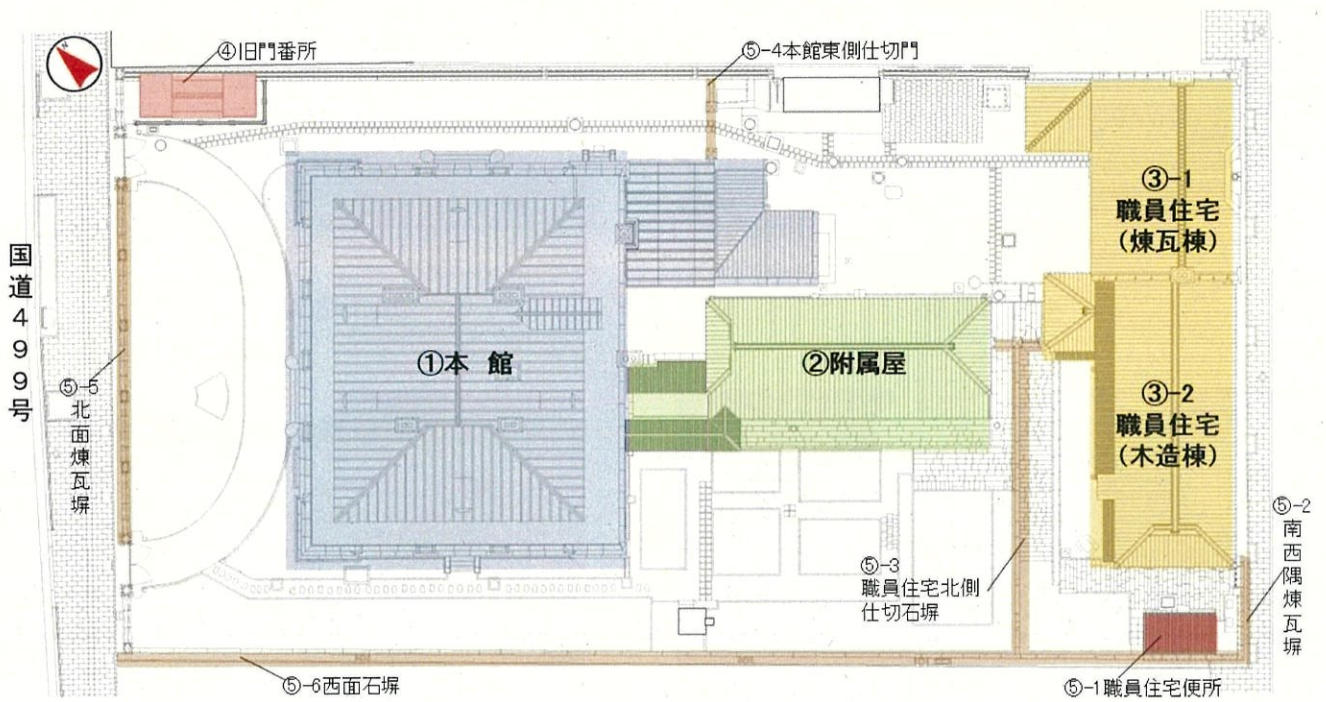 N
④旧門番所
⑤-4本館東側仕切門
③-1
職員住宅
(煉瓦棟)
国道499号
①本 館
②附属屋
⑤-5
北面煉瓦塀
③-2
職員住宅
(木造棟)
⑤-2
南西隅煉瓦塀
⑤-3
職員住宅北側
仕切石塀
⑤-6西面石塀
⑤-1職員住宅便所